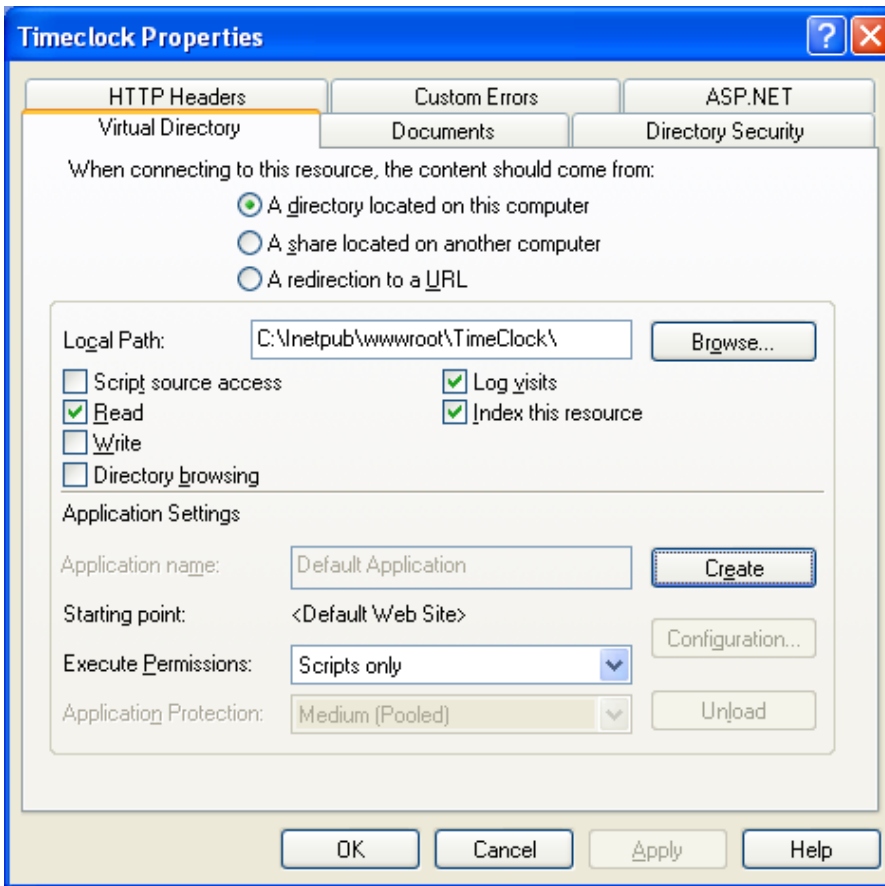 Timeclock Properties
HTTP Headers Custom Errors ASP.NET
Virtual Directory Documents Directory Security
When connecting to this resource, the content should come from:
A directory located on this computer
A share located on another computer
A redirection to a URL
Local Path: C:\Inetpub\wwwroot\TimeClock\ Browse...
Script source access Log visits
Read Index this resource
Write
Directory browsing
Application Settings
Application name: Default Application Create
Starting point: <Default Web Site>
Configuration...
Execute Permissions: Scripts only
Application Protection: Medium (Pooled) Unload
OK Cancel Apply Help